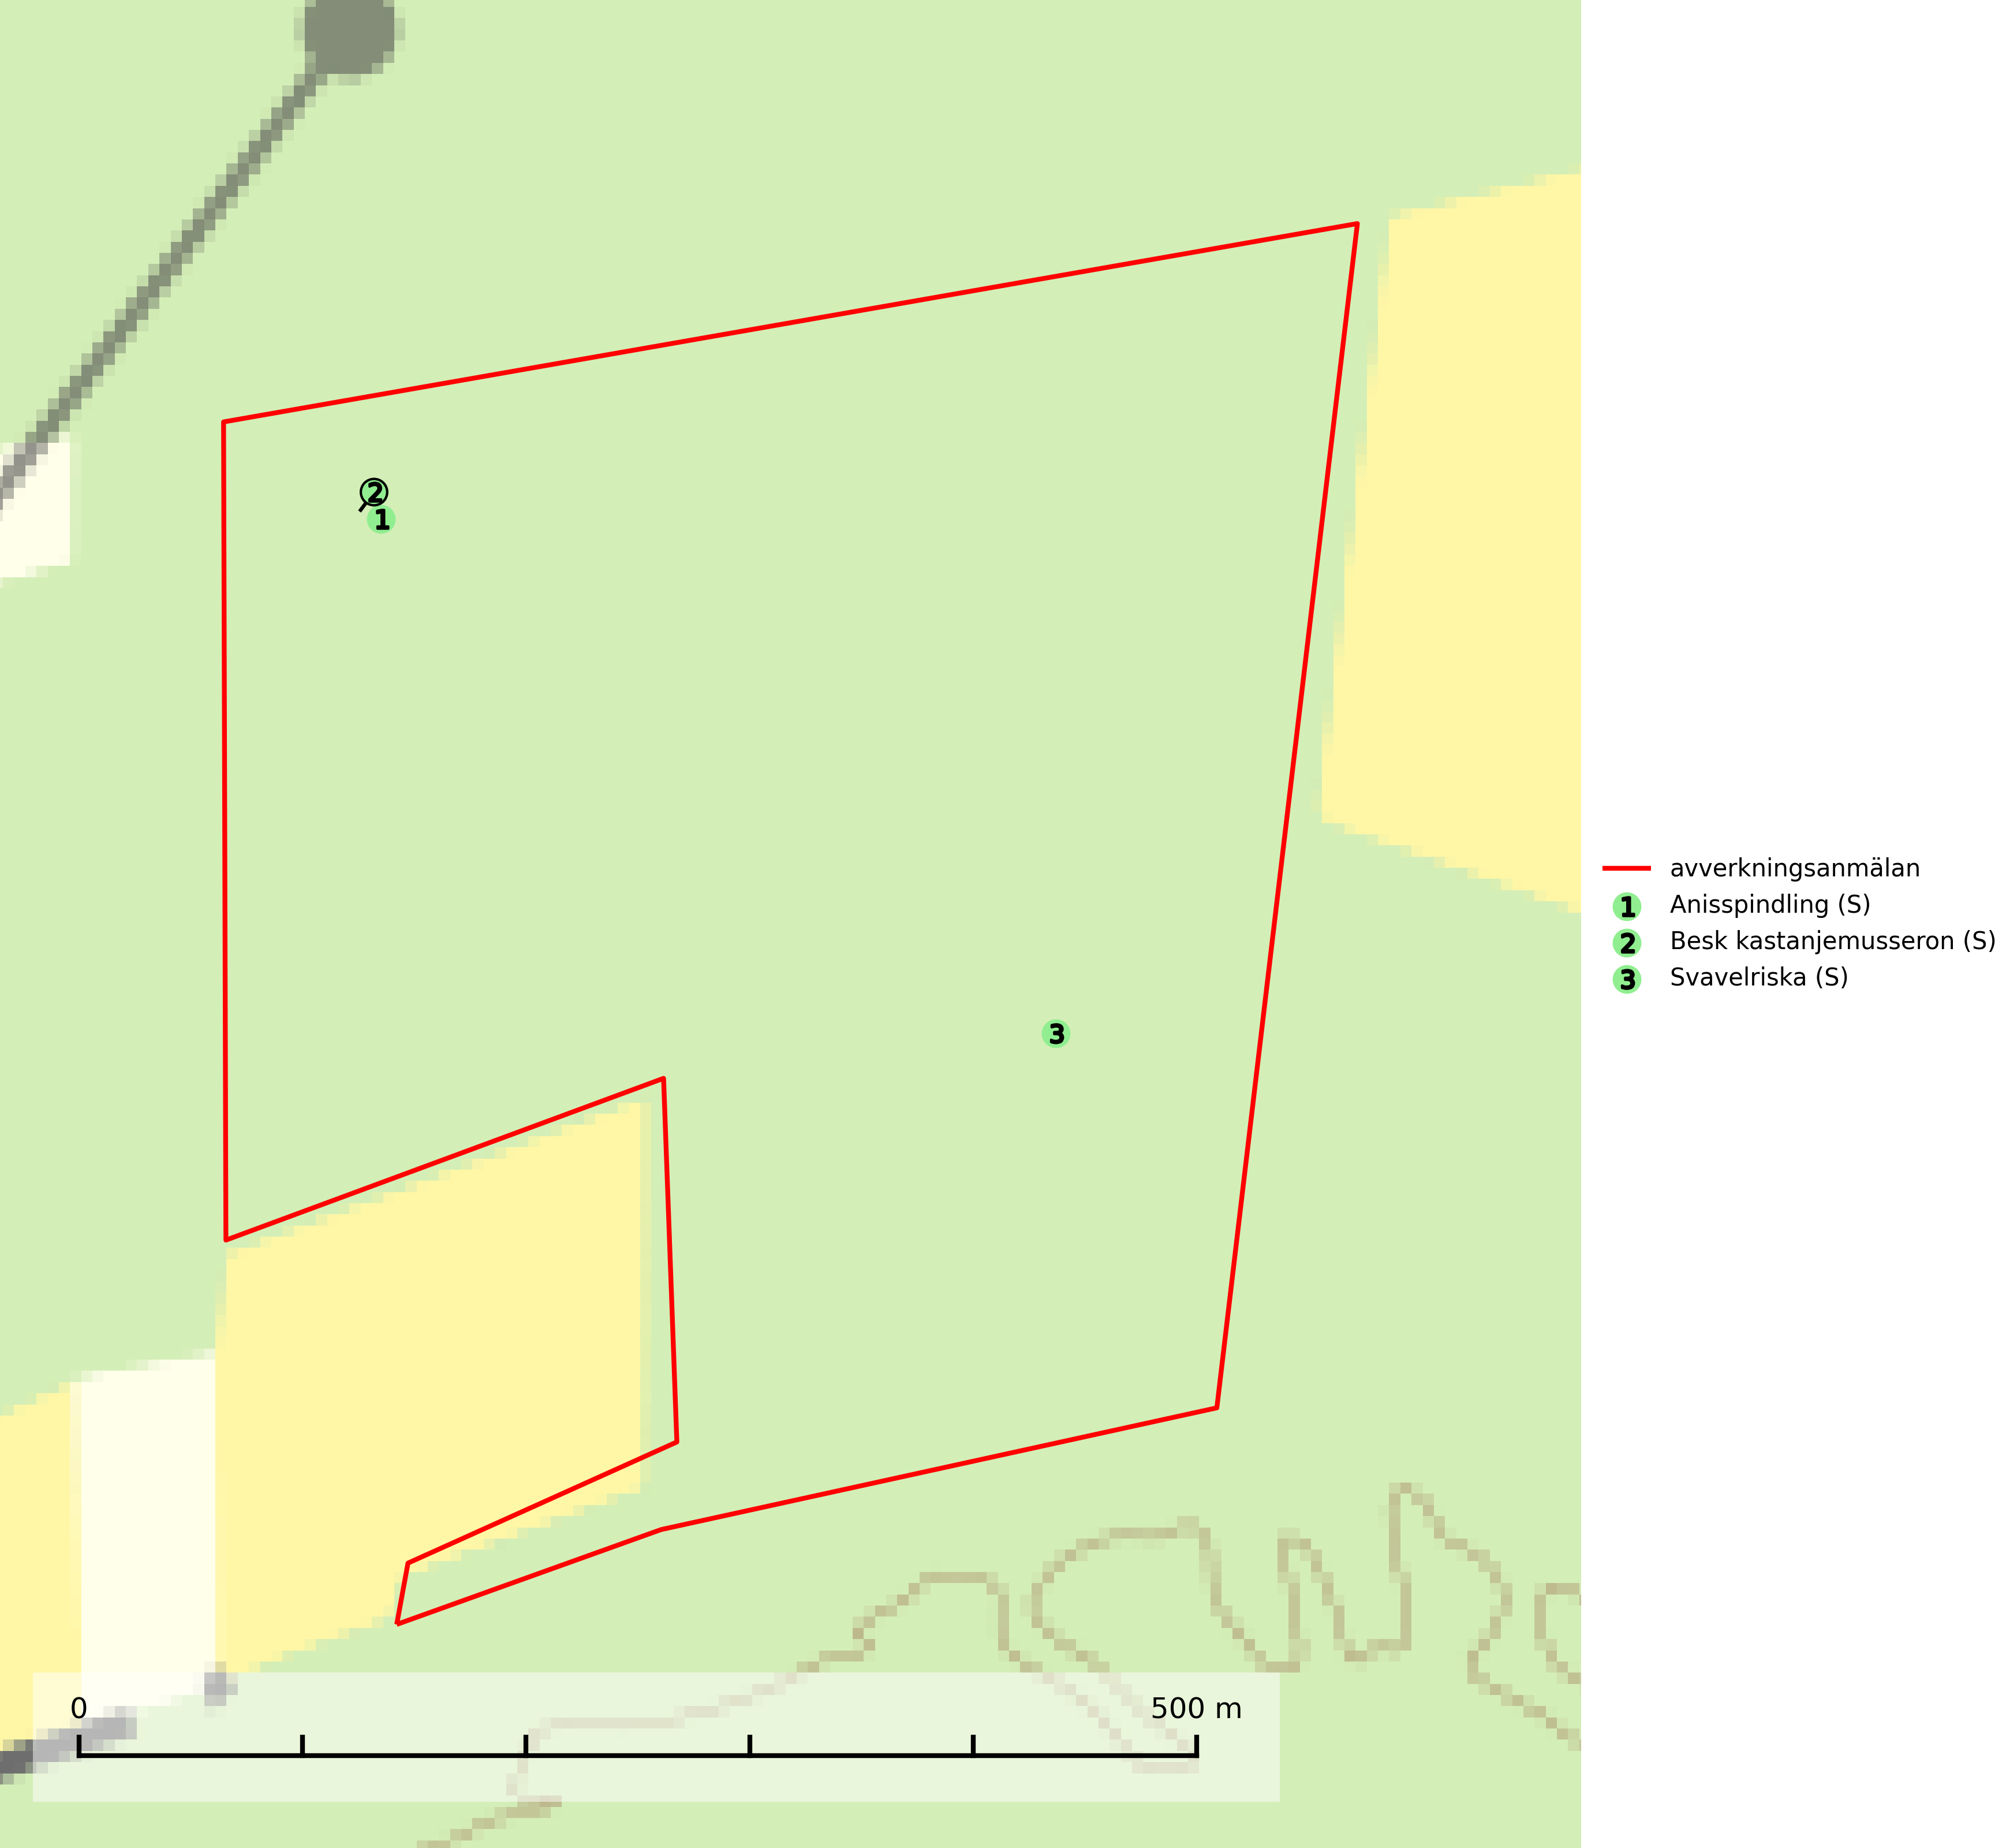 2
1
3
avverkningsanmälan
1 Anisspindling (S)
2 Besk kastanjemusseron (S)
3 Svavelriska (S)
0 500 m